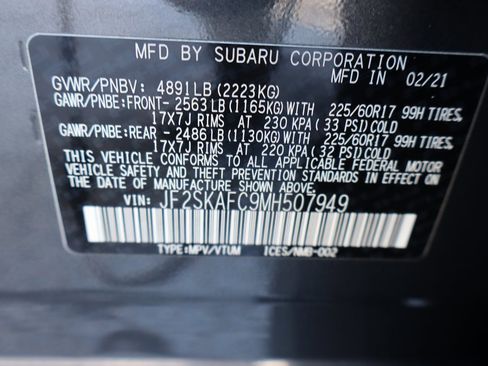 MFD BY SUBARU CORPORATION
MFD IN 02/21
GVWR/PNBV: 4891LB (2223KG)
GAWR/PNBE:FRONT- 2563LB(1165KG)WITH 225/60R17 99H TIRES,
17X7J RIMS AT 230 KPA( 33 PSI)COLD
GAWR/PNBE:REAR - 2486LB(1130KG)WITH 225/60R17 99H TIRES,
17X7J RIMS AT 220 KPA( 32 PSI)COLD
THIS VEHICLE CONFORMS TO ALL APPLICABLE FEDERAL MOTOR
VEHICLE SAFETY AND THEFT PREVENTION STANDARDS IN EFFECT
ON THE DATE OF MANUFACTURE SHOWN ABOVE.
VIN: JF2SKAFC9MH507949
TYPE:MPV/VTUM ICES/NMB-002